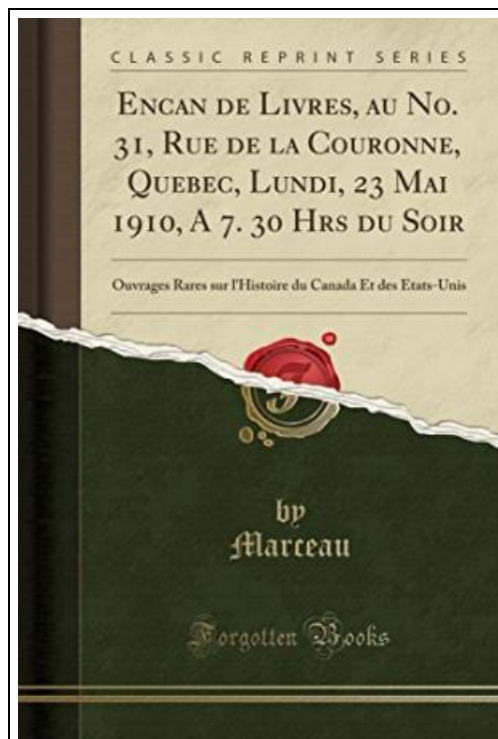 CLASSIC REPRINT SERIES
ENCAN DE LIVRES, AU NO.
31, RUE DE LA COURONNE,
QUEBEC, LUNDI, 23 MAI
1910, A 7. 30 HRS DU SOIR
Ouvrages Rares sur l'Histoire du Canada Et des Etats-Unis
by
Marceau
Forgotten Books